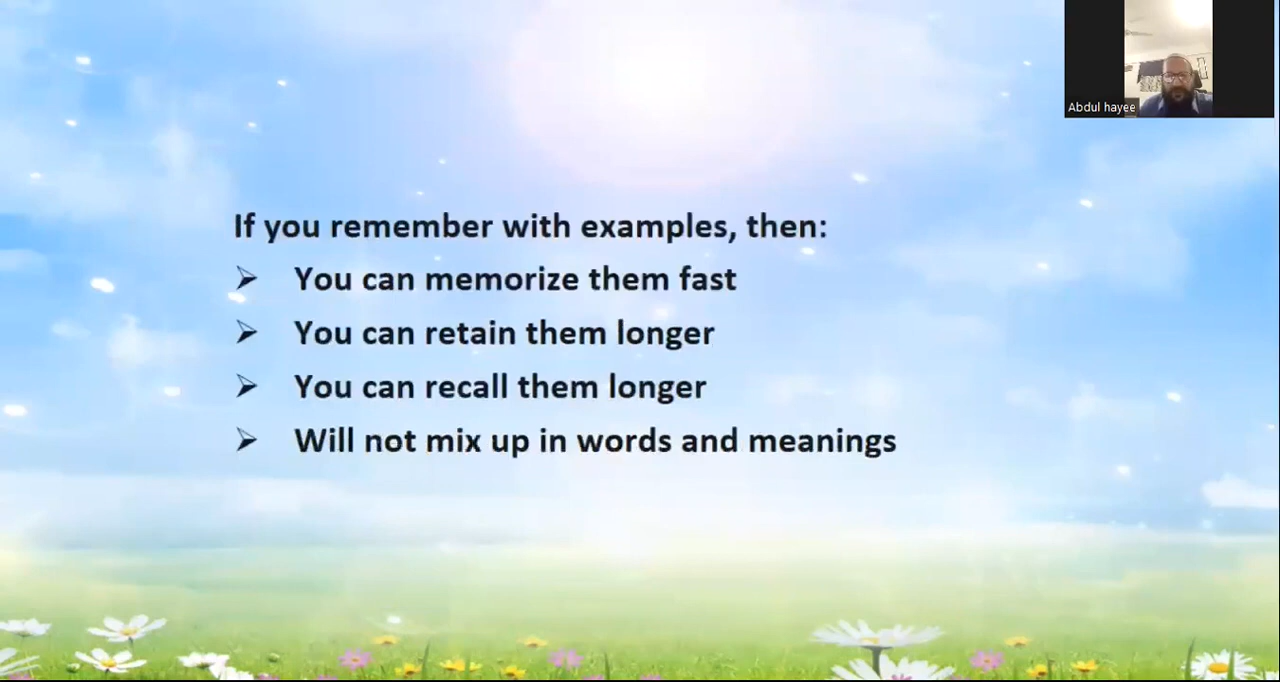 Abdul hayee
If you remember with examples, then:
➢ You can memorize them fast
➢ You can retain them longer
➢ You can recall them longer
➢ Will not mix up in words and meanings